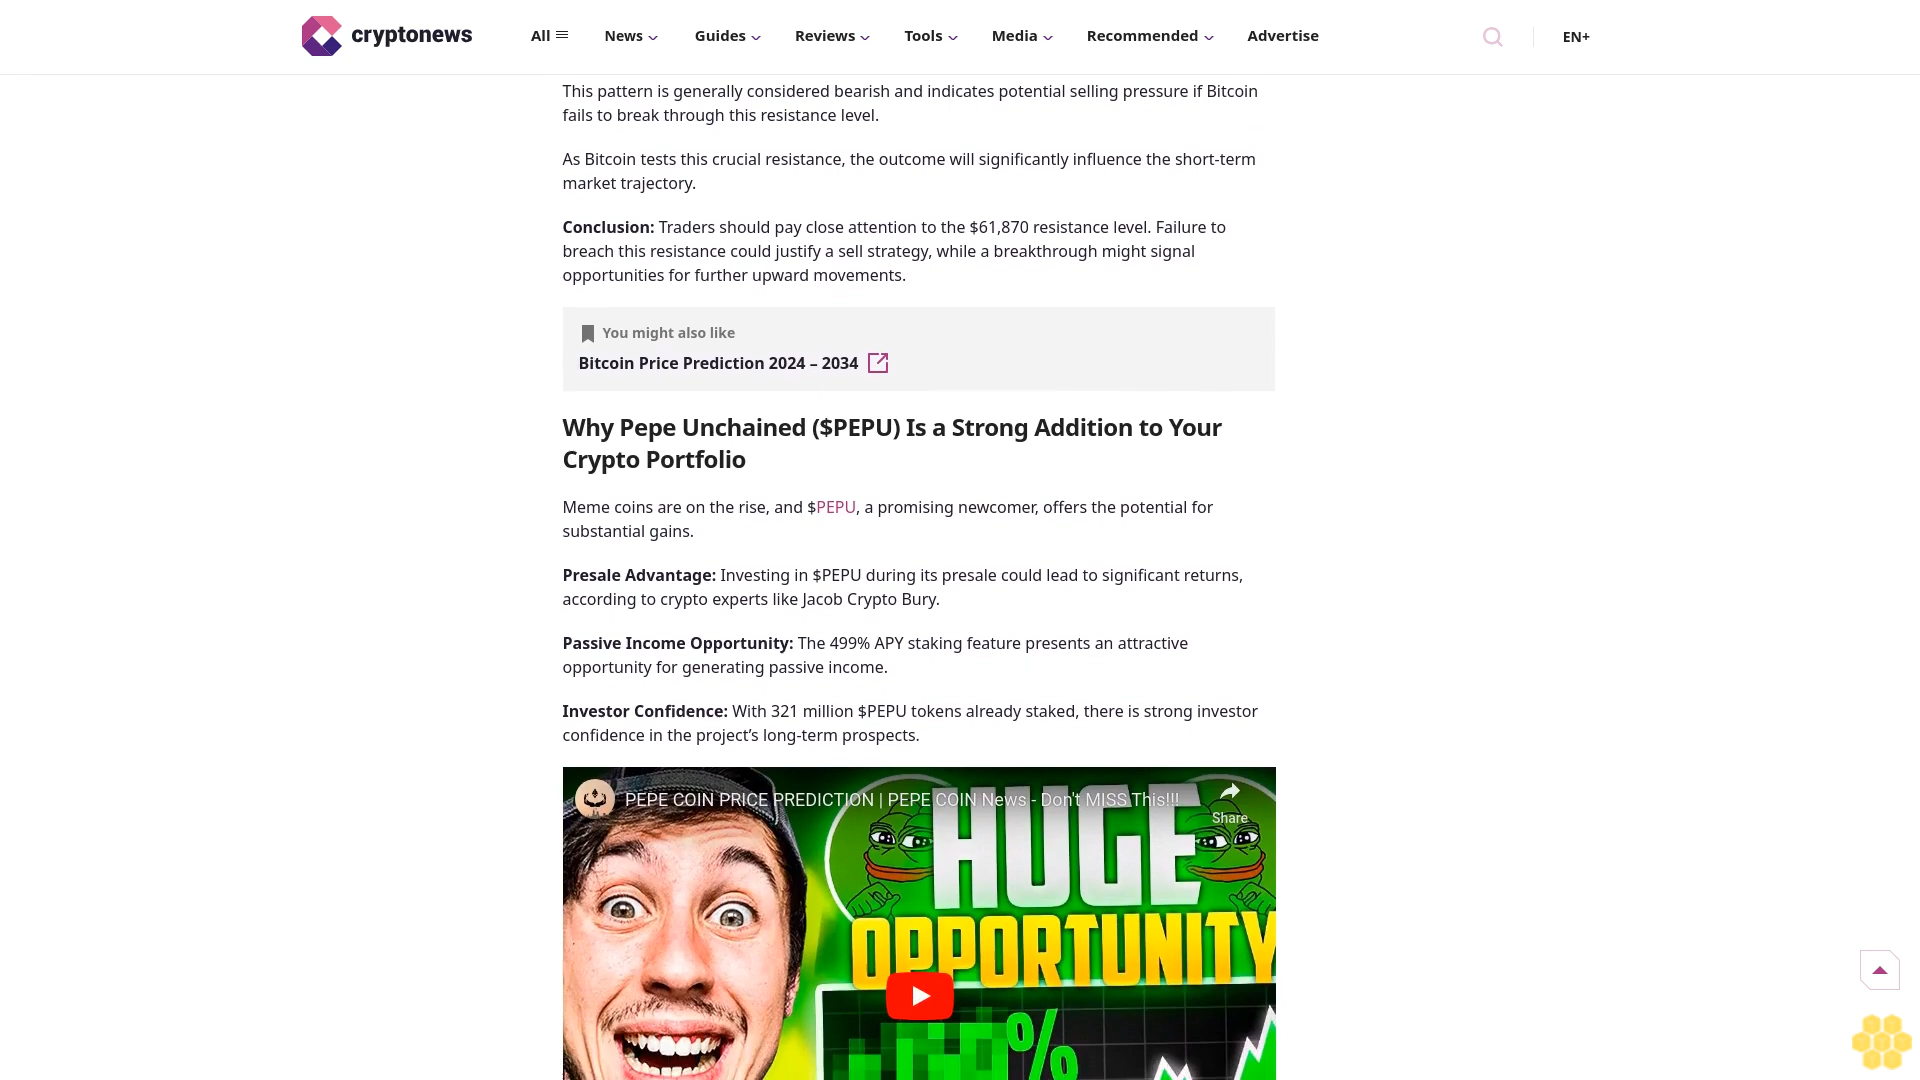 cryptonews
All
News
Guides
Reviews
Tools
Media
Recommended
Advertise
EN+
This pattern is generally considered bearish and indicates potential selling pressure if Bitcoin
fails to break through this resistance level.
As Bitcoin tests this crucial resistance, the outcome will significantly influence the short-term
market trajectory.
Conclusion: Traders should pay close attention to the $61,870 resistance level. Failure to
breach this resistance could justify a sell strategy, while a breakthrough might signal
opportunities for further upward movements.
You might also like
Bitcoin Price Prediction 2024 – 2034
Why Pepe Unchained ($PEPU) Is a Strong Addition to Your
Crypto Portfolio
Meme coins are on the rise, and $PEPU, a promising newcomer, offers the potential for
substantial gains.
Presale Advantage: Investing in $PEPU during its presale could lead to significant returns,
according to crypto experts like Jacob Crypto Bury.
Passive Income Opportunity: The 499% APY staking feature presents an attractive
opportunity for generating passive income.
Investor Confidence: With 321 million $PEPU tokens already staked, there is strong investor
confidence in the project’s long-term prospects.
PEPE COIN PRICE PREDICTION | PEPE COIN News - Don't MISS This!!!
Share
HUGE
OPPORTUNITY
%